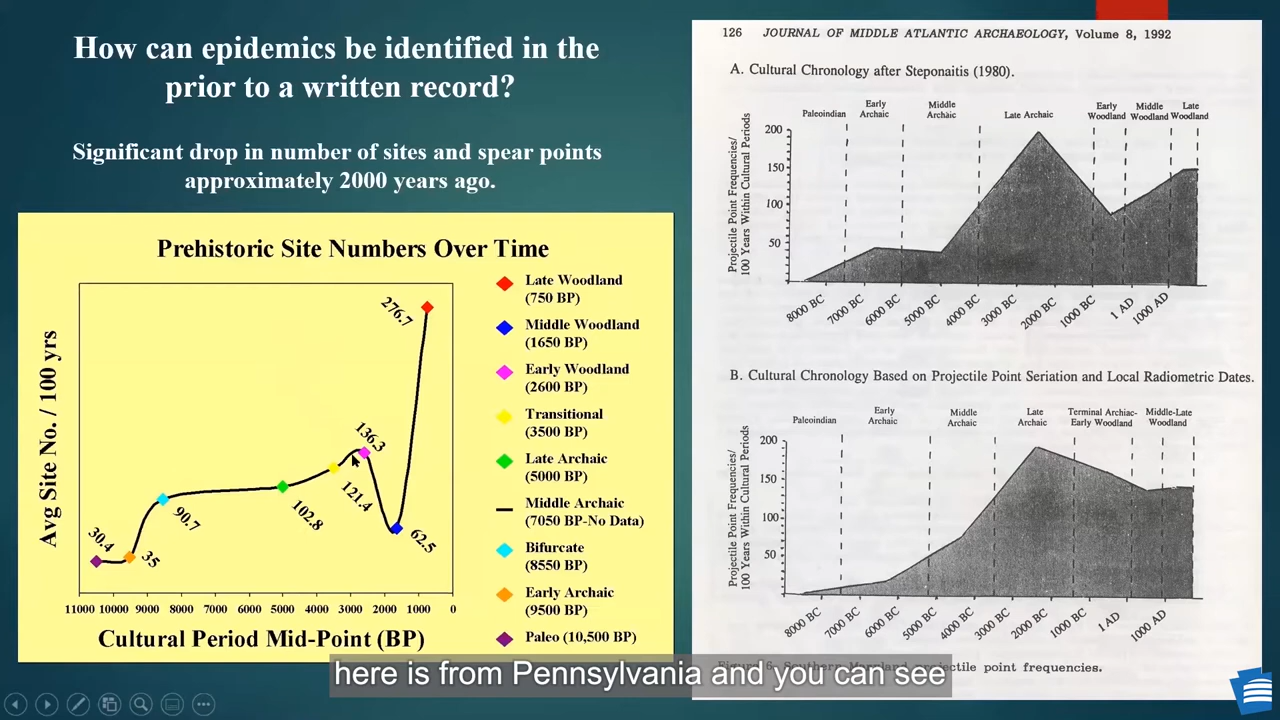 How can epidemics be identified in the
prior to a written record?
Significant drop in number of sites and spear points
approximately 2000 years ago.
Prehistoric Site Numbers Over Time
Avg Site No. / 100 yrs
30.4
35
90.7
102.8
121.4
136.3
62.5
276.7
11000 10000 9000 8000 7000 6000 5000 4000 3000 2000 1000 0
Cultural Period Mid-Point (BP)
Late Woodland
(750 BP)
Middle Woodland
(1650 BP)
Early Woodland
(2600 BP)
Transitional
(3500 BP)
Late Archaic
(5000 BP)
Middle Archaic
(7050 BP-No Data)
Bifurcate
(8550 BP)
Early Archaic
(9500 BP)
Paleo (10,500 BP)
126 JOURNAL OF MIDDLE ATLANTIC ARCHAEOLOGY, Volume 8, 1992
A. Cultural Chronology after Steponaitis (1980).
Paleoindian
Early
Archaic
Middle
Archaic
Late Archaic
Early
Woodland
Middle
Woodland
Late
Woodland
Projectile Point Frequencies/
100 Years Within Cultural Periods
200
150
100
50
8000 BC 7000 BC 6000 BC 5000 BC 4000 BC 3000 BC 2000 BC 1000 BC 1 AD 1000 AD
B. Cultural Chronology Based on Projectile Point Seriation and Local Radiometric Dates.
Paleoindian
Early
Archaic
Middle
Archaic
Late
Archaic
Terminal Archiac-
Early Woodland
Middle-Late
Woodland
Projectile Point Frequencies/
100 Years Within Cultural Periods
200
150
100
50
8000 BC 7000 BC 6000 BC 5000 BC 4000 BC 3000 BC 2000 BC 1000 BC 1 AD 1000 AD
Figure 6. Southern Maryland projectile point frequencies.
here is from Pennsylvania and you can see